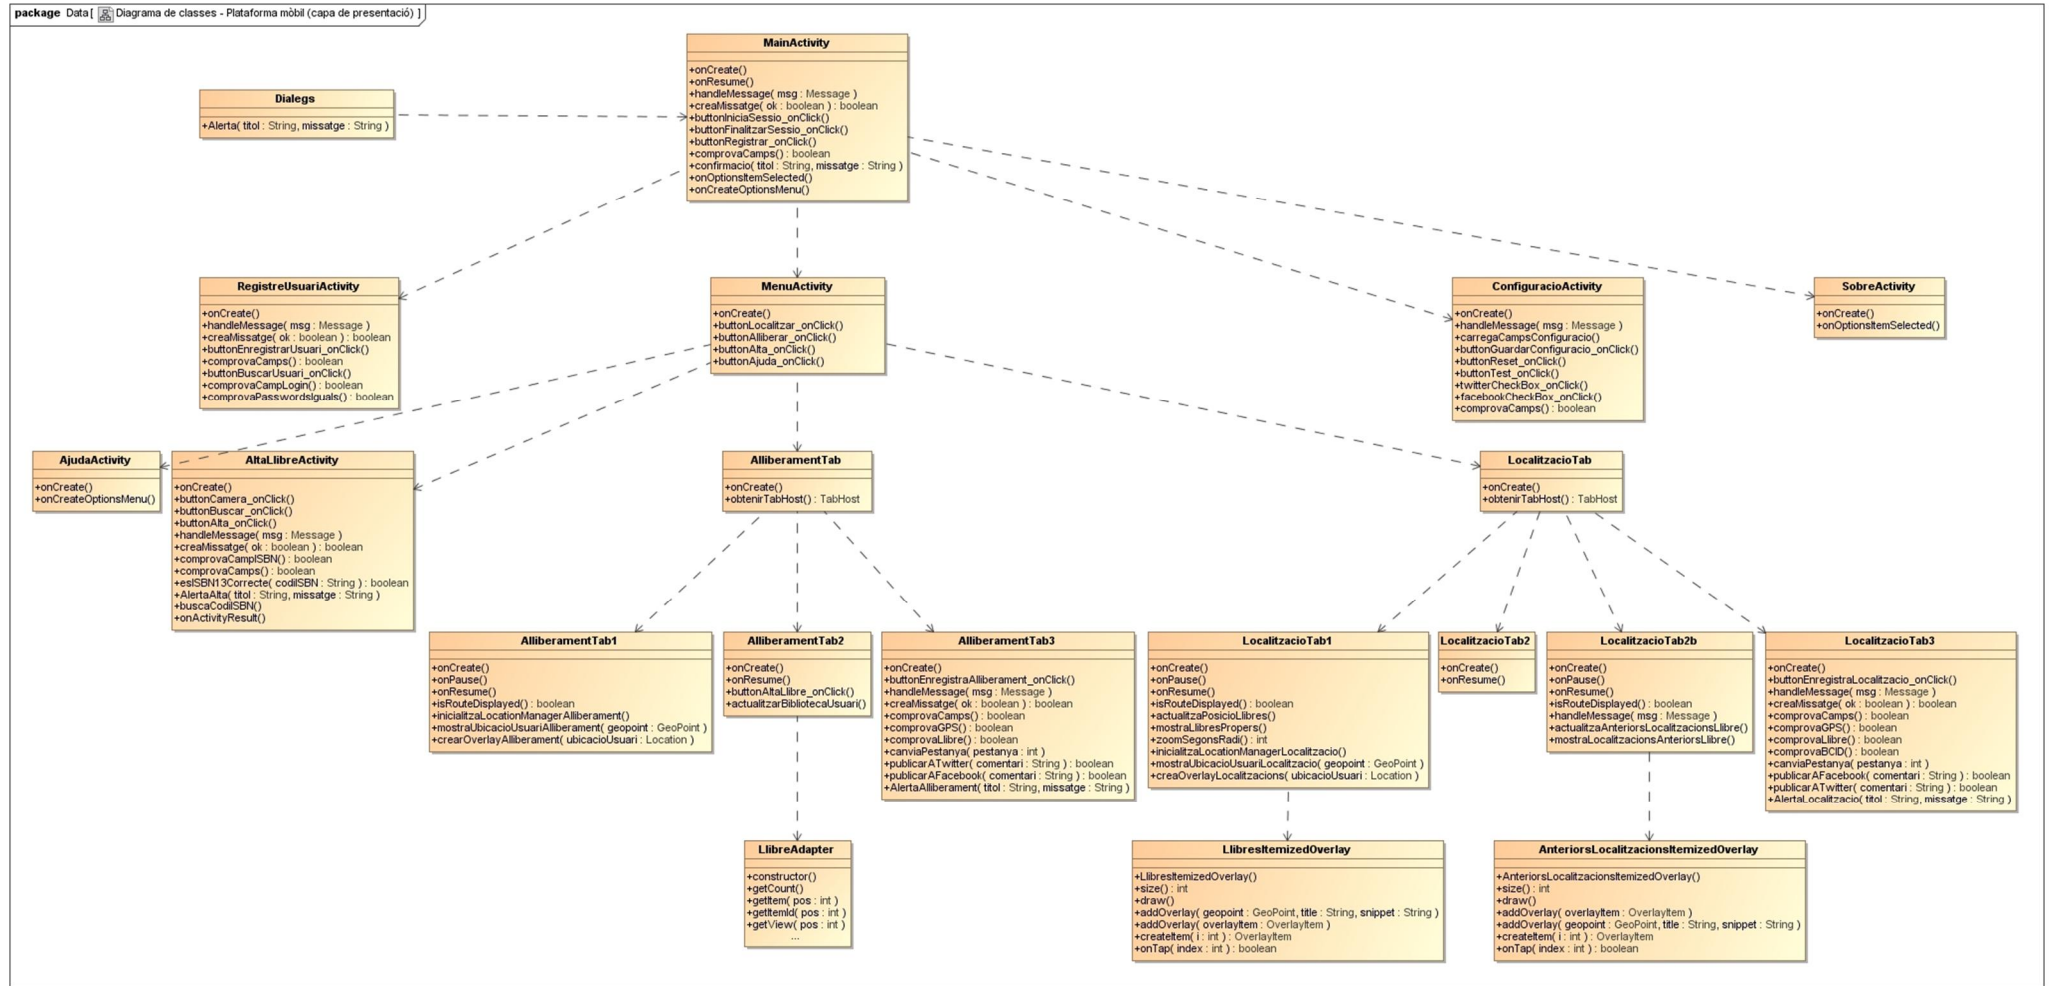 package Data [ Diagrama de classes - Plataforma mòbil (capa de presentació) ]
MainActivity
+onCreate()
+onResume()
+handleMessage( msg : Message )
+creaMissatge( ok : boolean ) : boolean
+buttonIniciaSessio_onClick()
+buttonFinalitzarSessio_onClick()
+buttonRegistrar_onClick()
+comprovaCamps() : boolean
+confirmacio( titol : String, missatge : String )
+onOptionsItemSelected()
+onCreateOptionsMenu()
Dialegs
+Alerta( titol : String, missatge : String )
RegistreUsuariActivity
+onCreate()
+handleMessage( msg : Message )
+creaMissatge( ok : boolean ) : boolean
+buttonEnregistrarUsuari_onClick()
+comprovaCamps() : boolean
+buttonBuscarUsuari_onClick()
+comprovaCampLogin() : boolean
+comprovaPasswordsIguals() : boolean
MenuActivity
+onCreate()
+buttonLocalitzar_onClick()
+buttonAlliberar_onClick()
+buttonAlta_onClick()
+buttonAjuda_onClick()
ConfiguracioActivity
+onCreate()
+handleMessage( msg : Message )
+carregaCampsConfiguracio()
+buttonGuardarConfiguracio_onClick()
+buttonReset_onClick()
+buttonTest_onClick()
+twitterCheckBox_onClick()
+facebookCheckBox_onClick()
+comprovaCamps() : boolean
SobreActivity
+onCreate()
+onOptionsItemSelected()
AjudaActivity
+onCreate()
+onCreateOptionsMenu()
AltaLlibreActivity
+onCreate()
+buttonCamera_onClick()
+buttonBuscar_onClick()
+buttonAlta_onClick()
+handleMessage( msg : Message )
+creaMissatge( ok : boolean ) : boolean
+comprovaCampISBN() : boolean
+comprovaCamps() : boolean
+esISBN13Correcte( codiISBN : String ) : boolean
+AlertaAlta( titol : String, missatge : String )
+buscaCodiISBN()
+onActivityResult()
AlliberamentTab
+onCreate()
+obtenirTabHost() : TabHost
LocalitzacioTab
+onCreate()
+obtenirTabHost() : TabHost
AlliberamentTab1
+onCreate()
+onPause()
+onResume()
+isRouteDisplayed() : boolean
+inicialitzaLocationManagerAlliberament()
+mostraUbicacioUsuariAlliberament( geopoint : GeoPoint )
+crearOverlayAlliberament( ubicacioUsuari : Location )
AlliberamentTab2
+onCreate()
+onResume()
+buttonAltaLlibre_onClick()
+actualitzarBibliotecaUsuari()
AlliberamentTab3
+onCreate()
+buttonEnregistraAlliberament_onClick()
+handleMessage( msg : Message )
+creaMissatge( ok : boolean ) : boolean
+comprovaCamps() : boolean
+comprovaGPS() : boolean
+comprovaLlibre() : boolean
+canviaPestanya( pestanya : int )
+publicarATwitter( comentari : String ) : boolean
+publicarAFacebook( comentari : String ) : boolean
+AlertaAlliberament( titol : String, missatge : String )
LocalitzacioTab1
+onCreate()
+onPause()
+onResume()
+isRouteDisplayed() : boolean
+actualitzaPosicioLlibres()
+mostraLlibresPropers()
+zoomSegonsRadi() : int
+inicialitzaLocationManagerLocalitzacio()
+mostraUbicacioUsuariLocalitzacio( geopoint : GeoPoint )
+creaOverlayLocalitzacions( ubicacioUsuari : Location )
LocalitzacioTab2
+onCreate()
+onResume()
LocalitzacioTab2b
+onCreate()
+onPause()
+onResume()
+isRouteDisplayed() : boolean
+handleMessage( msg : Message )
+actualitzaAnteriorsLocalitzacionsLlibre()
+mostraLocalitzacionsAnteriorsLlibre()
LocalitzacioTab3
+onCreate()
+buttonEnregistraLocalitzacio_onClick()
+handleMessage( msg : Message )
+creaMissatge( ok : boolean ) : boolean
+comprovaCamps() : boolean
+comprovaGPS() : boolean
+comprovaLlibre() : boolean
+comprovaBCID() : boolean
+canviaPestanya( pestanya : int )
+publicarAFacebook( comentari : String ) : boolean
+publicarATwitter( comentari : String ) : boolean
+AlertaLocalitzacio( titol : String, missatge : String )
LlibreAdapter
+constructor()
+getCount()
+getItem( pos : int )
+getItemId( pos : int )
+getView( pos : int )
...
LlibresItemizedOverlay
+LlibresItemizedOverlay()
+size() : int
+draw()
+addOverlay( geopoint : GeoPoint, title : String, snippet : String )
+addOverlay( overlayItem : OverlayItem )
+createItem( i : int ) : OverlayItem
+onTap( index : int ) : boolean
AnteriorsLocalitzacionsItemizedOverlay
+AnteriorsLocalitzacionsItemizedOverlay()
+size() : int
+draw()
+addOverlay( overlayItem : OverlayItem )
+addOverlay( geopoint : GeoPoint, title : String, snippet : String )
+createItem( i : int ) : OverlayItem
+onTap( index : int ) : boolean